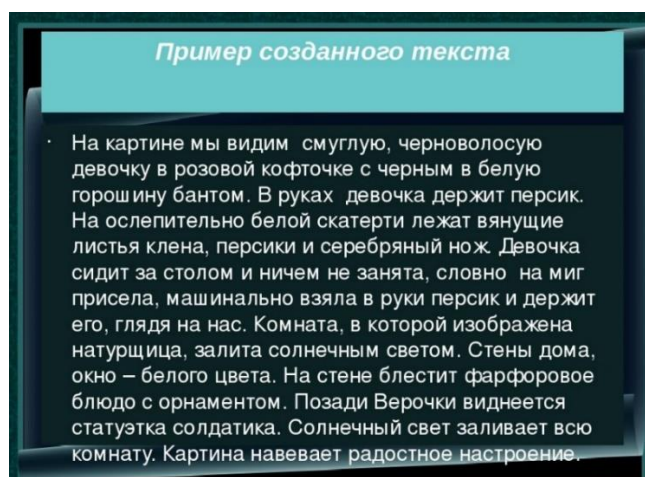 Пример созданного текста
· На картине мы видим смуглую, черноволосую
девочку в розовой кофточке с черным в белую
горошину бантом. В руках девочка держит персик.
На ослепительно белой скатерти лежат вянущие
листья клена, персики и серебряный нож. Девочка
сидит за столом и ничем не занята, словно на миг
присела, машинально взяла в руки персик и держит
его, глядя на нас. Комната, в которой изображена
натурщица, залита солнечным светом. Стены дома,
окно – белого цвета. На стене блестит фарфоровое
блюдо с орнаментом. Позади Верочки виднеется
статуэтка солдатика. Солнечный свет заливает всю
комнату. Картина навевает радостное настроение.